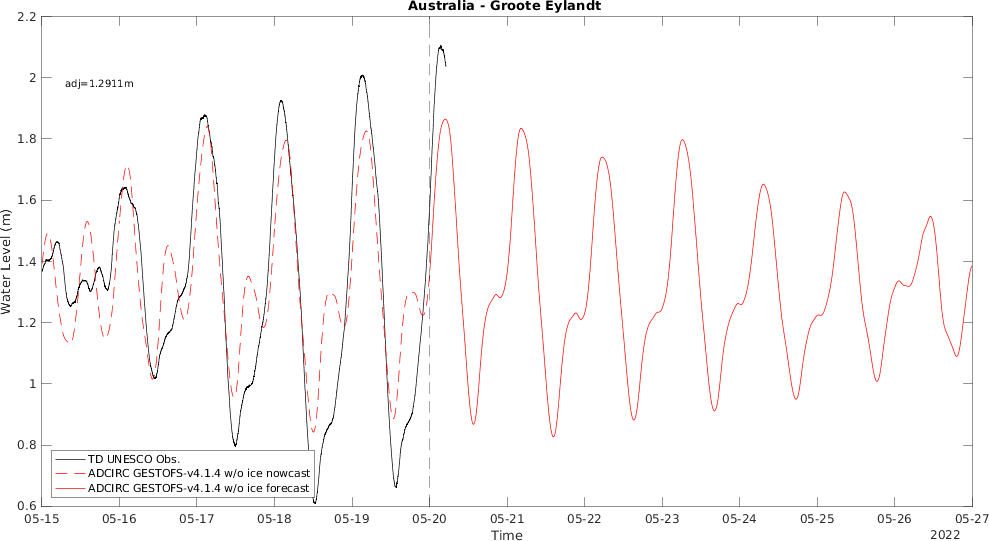 Australia - Groote Eylandt
2.2
2
1.8
1.6
1.4
1.2
1
0.8
0.6
Water Level (m)
adj=1.2911m
TD UNESCO Obs.
ADCIRC GESTOFS-v4.1.4 w/o ice nowcast
ADCIRC GESTOFS-v4.1.4 w/o ice forecast
05-15 05-16 05-17 05-18 05-19 05-20 05-21 05-22 05-23 05-24 05-25 05-26 05-27
Time
2022